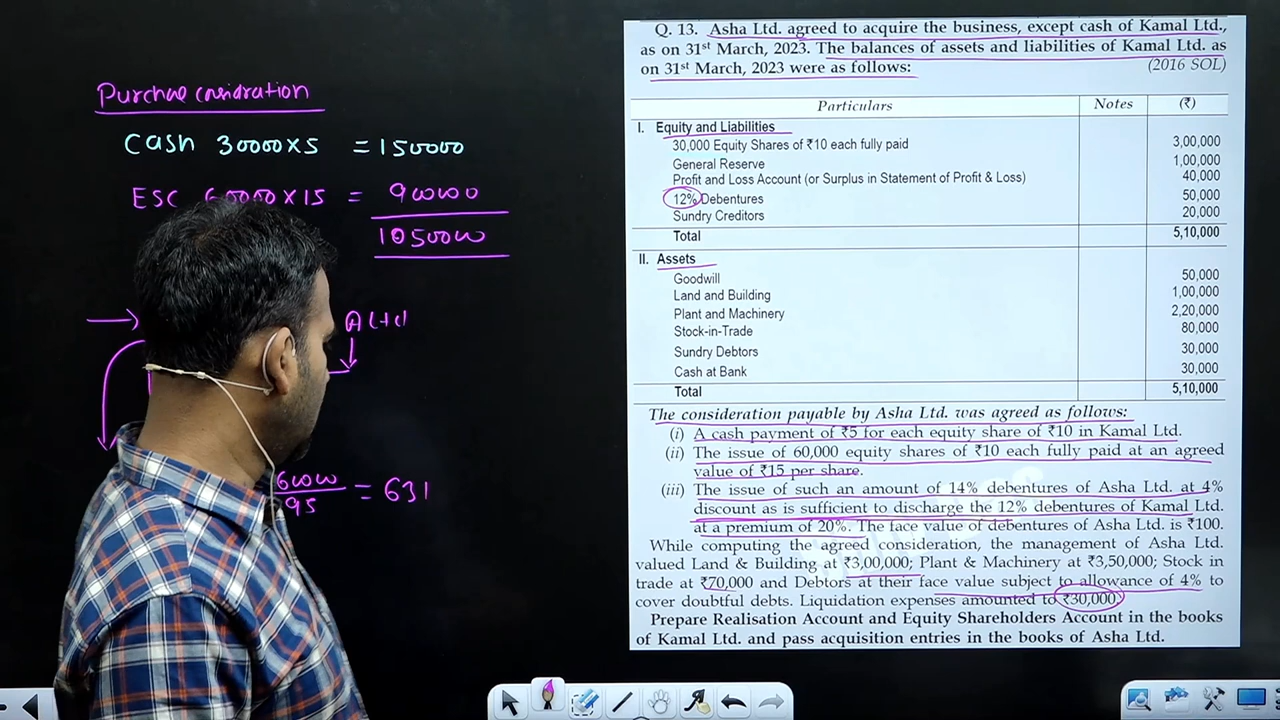 Purchase Consideration
Cash 30000×5 = 150000
ESC 60000×15 = 900000
1050000
60000
95
= 631
Q. 13. Asha Ltd. agreed to acquire the business, except cash of Kamal Ltd.,
as on 31st March, 2023. The balances of assets and liabilities of Kamal Ltd. as
on 31st March, 2023 were as follows: (2016 SOL)
Particulars Notes (₹)
I. Equity and Liabilities
30,000 Equity Shares of ₹10 each fully paid 3,00,000
General Reserve 1,00,000
Profit and Loss Account (or Surplus in Statement of Profit & Loss) 40,000
12% Debentures 50,000
Sundry Creditors 20,000
Total 5,10,000
II. Assets
Goodwill 50,000
Land and Building 1,00,000
Plant and Machinery 2,20,000
Stock-in-Trade 80,000
Sundry Debtors 30,000
Cash at Bank 30,000
Total 5,10,000
The consideration payable by Asha Ltd. was agreed as follows:
(i) A cash payment of ₹5 for each equity share of ₹10 in Kamal Ltd.
(ii) The issue of 60,000 equity shares of ₹10 each fully paid at an agreed
value of ₹15 per share.
(iii) The issue of such an amount of 14% debentures of Asha Ltd. at 4%
discount as is sufficient to discharge the 12% debentures of Kamal Ltd.
at a premium of 20%. The face value of debentures of Asha Ltd. is ₹100.
While computing the agreed consideration, the management of Asha Ltd.
valued Land & Building at ₹3,00,000; Plant & Machinery at ₹3,50,000; Stock in
trade at ₹70,000 and Debtors at their face value subject to allowance of 4% to
cover doubtful debts. Liquidation expenses amounted to ₹30,000.
Prepare Realisation Account and Equity Shareholders Account in the books
of Kamal Ltd. and pass acquisition entries in the books of Asha Ltd.